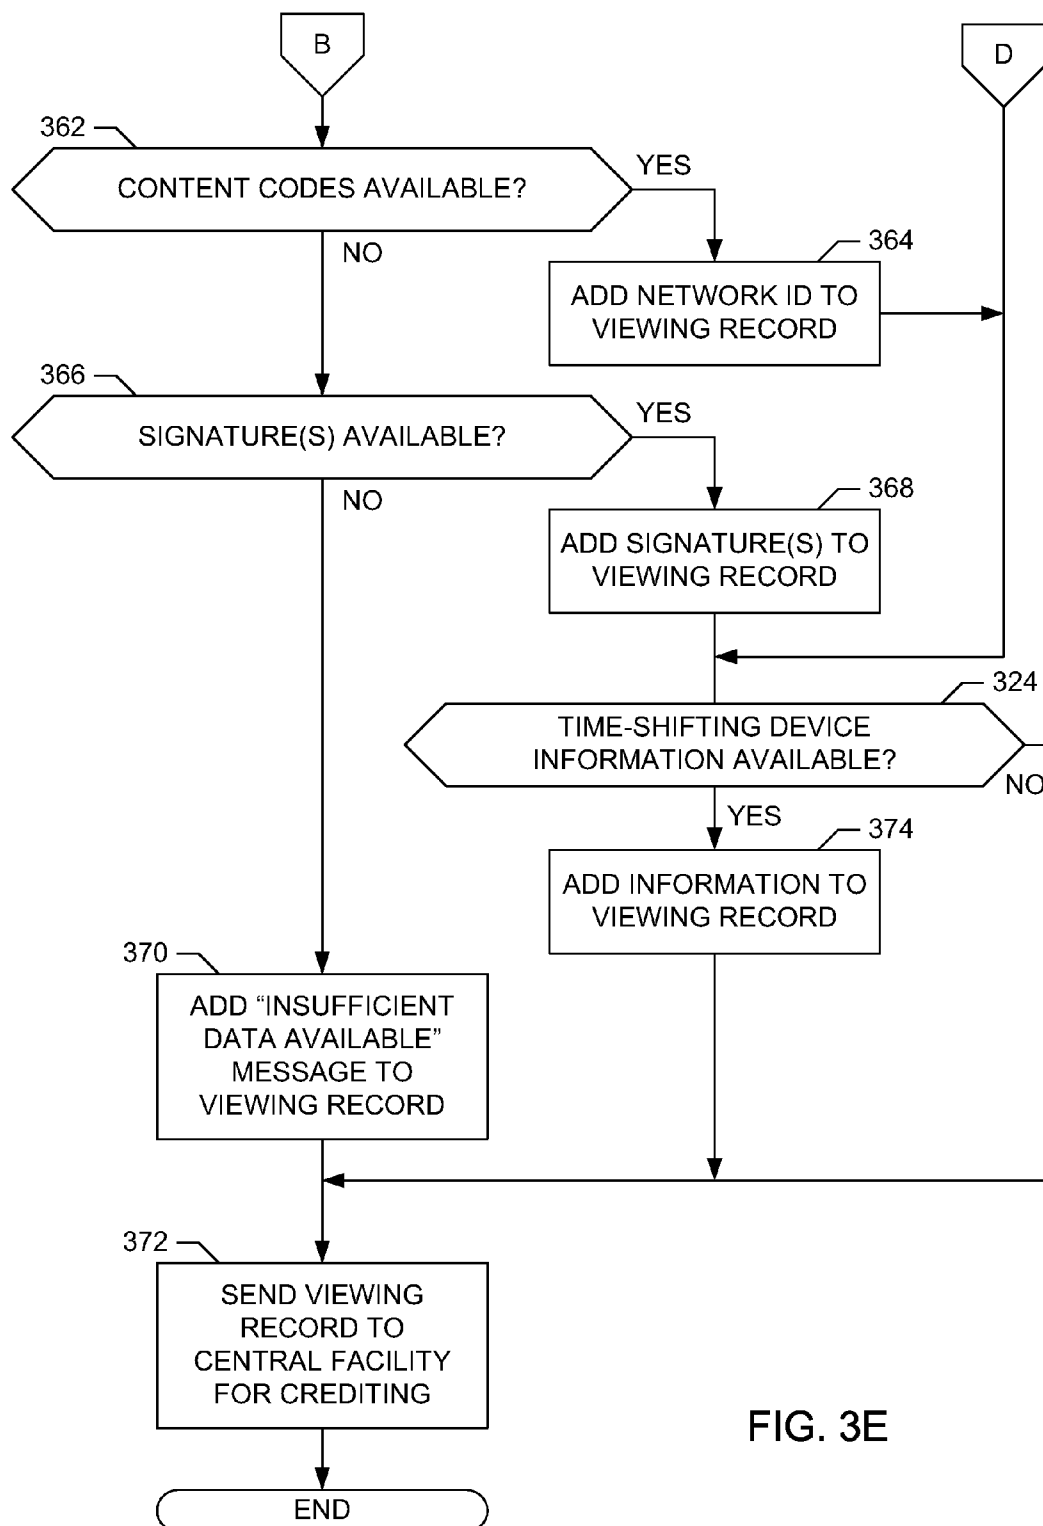 B
D
362
CONTENT CODES AVAILABLE?
YES
NO
364
ADD NETWORK ID TO
VIEWING RECORD
366
SIGNATURE(S) AVAILABLE?
YES
NO
368
ADD SIGNATURE(S) TO
VIEWING RECORD
324
TIME-SHIFTING DEVICE
INFORMATION AVAILABLE?
NO
YES
374
ADD INFORMATION TO
VIEWING RECORD
370
ADD “INSUFFICIENT
DATA AVAILABLE”
MESSAGE TO
VIEWING RECORD
372
SEND VIEWING
RECORD TO
CENTRAL FACILITY
FOR CREDITING
FIG. 3E
END